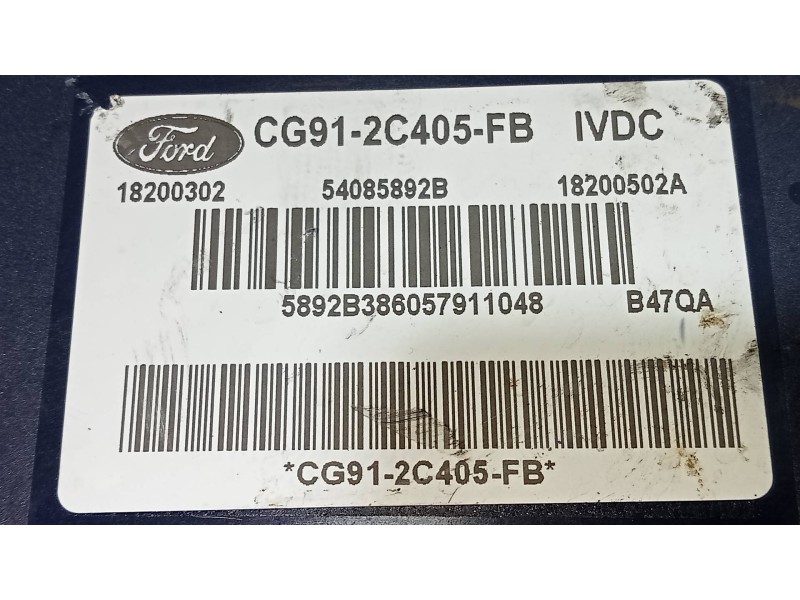 Ford CG91-2C405-FB IVDC
18200302 54085892B 18200502A
5892B386057911048 B47QA
*CG91-2C405-FB*